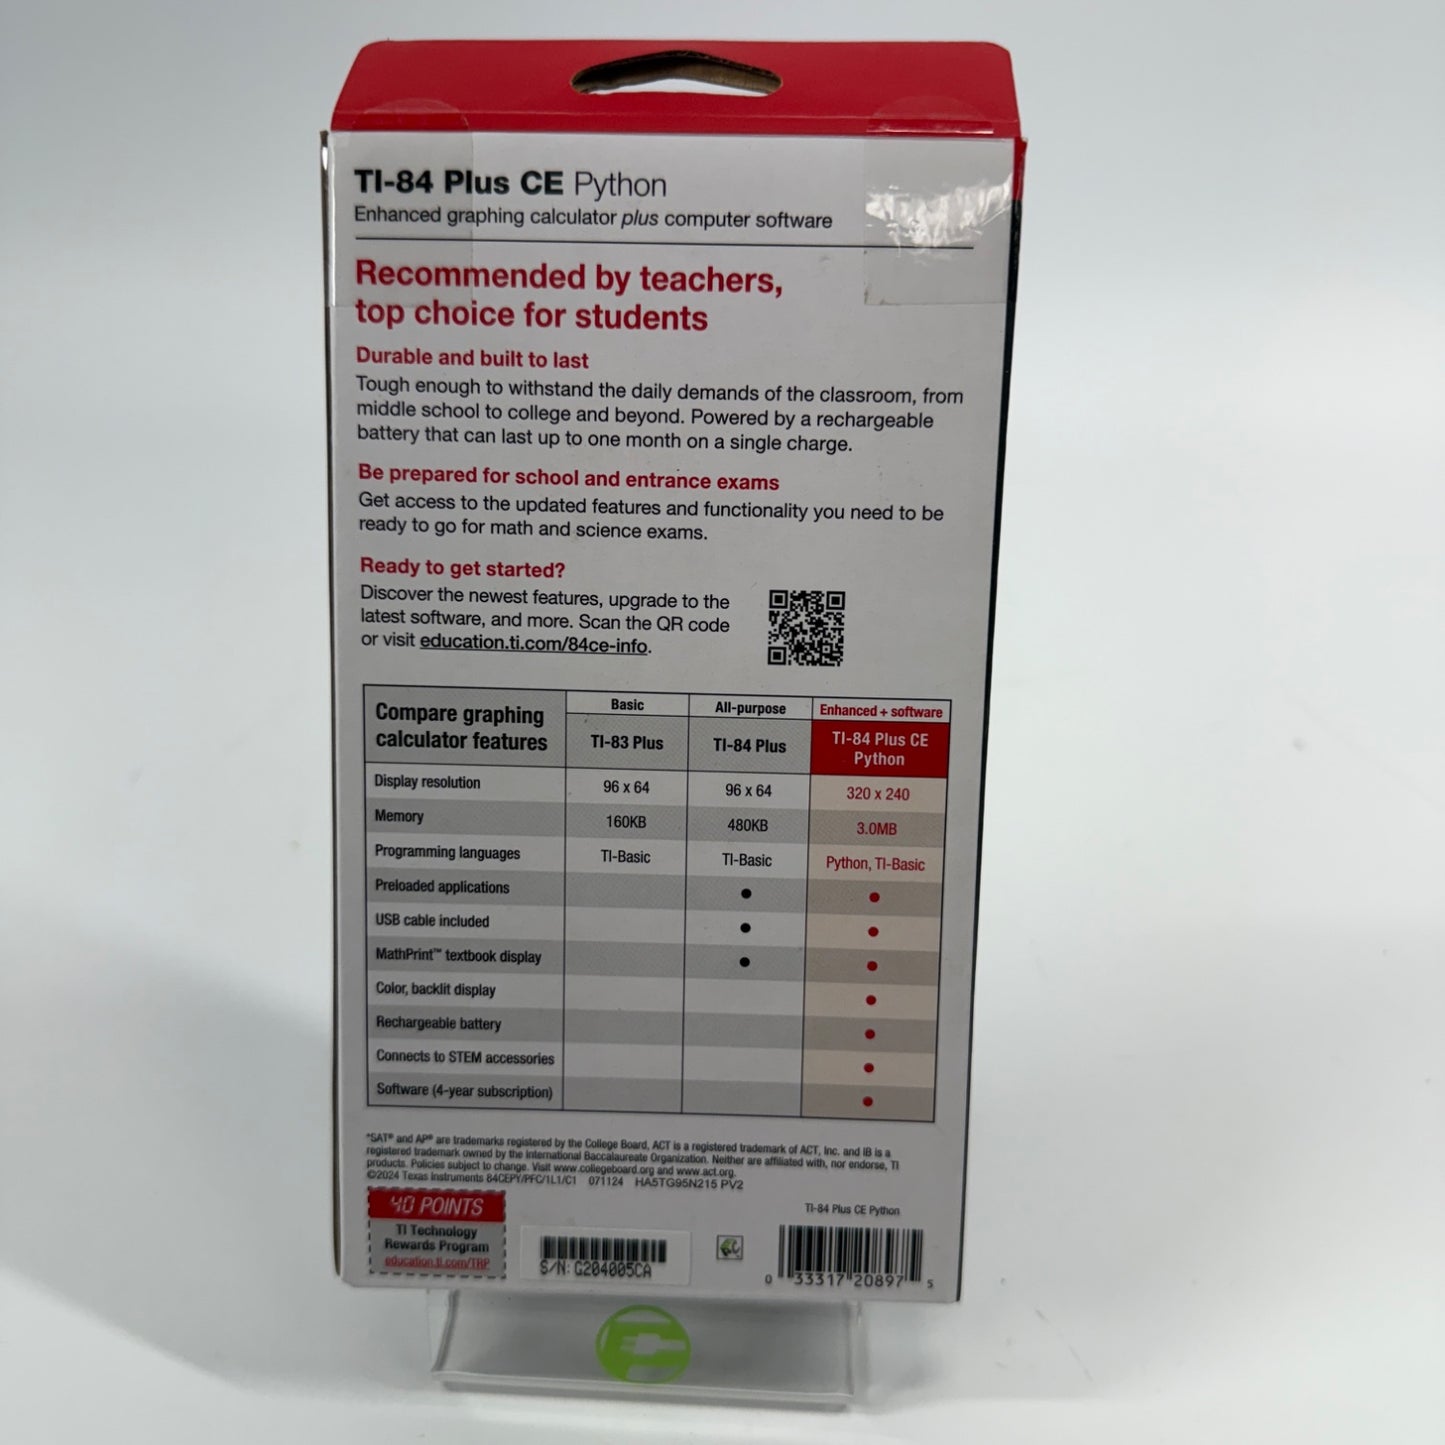 TI-84 Plus CE Python
Enhanced graphing calculator plus computer software
Recommended by teachers,
top choice for students
Durable and built to last
Tough enough to withstand the daily demands of the classroom, from
middle school to college and beyond. Powered by a rechargeable
battery that can last up to one month on a single charge.
Be prepared for school and entrance exams
Get access to the updated features and functionality you need to be
ready to go for math and science exams.
Ready to get started?
Discover the newest features, upgrade to the
latest software, and more. Scan the QR code
or visit education.ti.com/84ce-info.
Basic All-purpose Enhanced + software
Compare graphing
calculator features
TI-83 Plus TI-84 Plus TI-84 Plus CE
Python
Display resolution 96 x 64 96 x 64 320 x 240
Memory 160KB 480KB 3.0MB
Programming languages TI-Basic TI-Basic Python, TI-Basic
Preloaded applications ● ●
USB cable included ● ●
MathPrint™ textbook display ● ●
Color, backlit display ●
Rechargeable battery ●
Connects to STEM accessories ●
Software (4-year subscription) ●
*SAT® and AP® are trademarks registered by the College Board, ACT is a registered trademark of ACT, Inc. and IB is a
registered trademark owned by the International Baccalaureate Organization. Neither are affiliated with, nor endorse, TI
products. Policies subject to change. Visit www.collegeboard.org and www.act.org.
©2024 Texas Instruments 84CEPY/PFC/1L1/C1 071124 HA5TG95N215 PV2
40 POINTS
TI Technology
Rewards Program
education.ti.com/TRP
S/N: G204005CA
TI-84 Plus CE Python
0 33317 20897 5